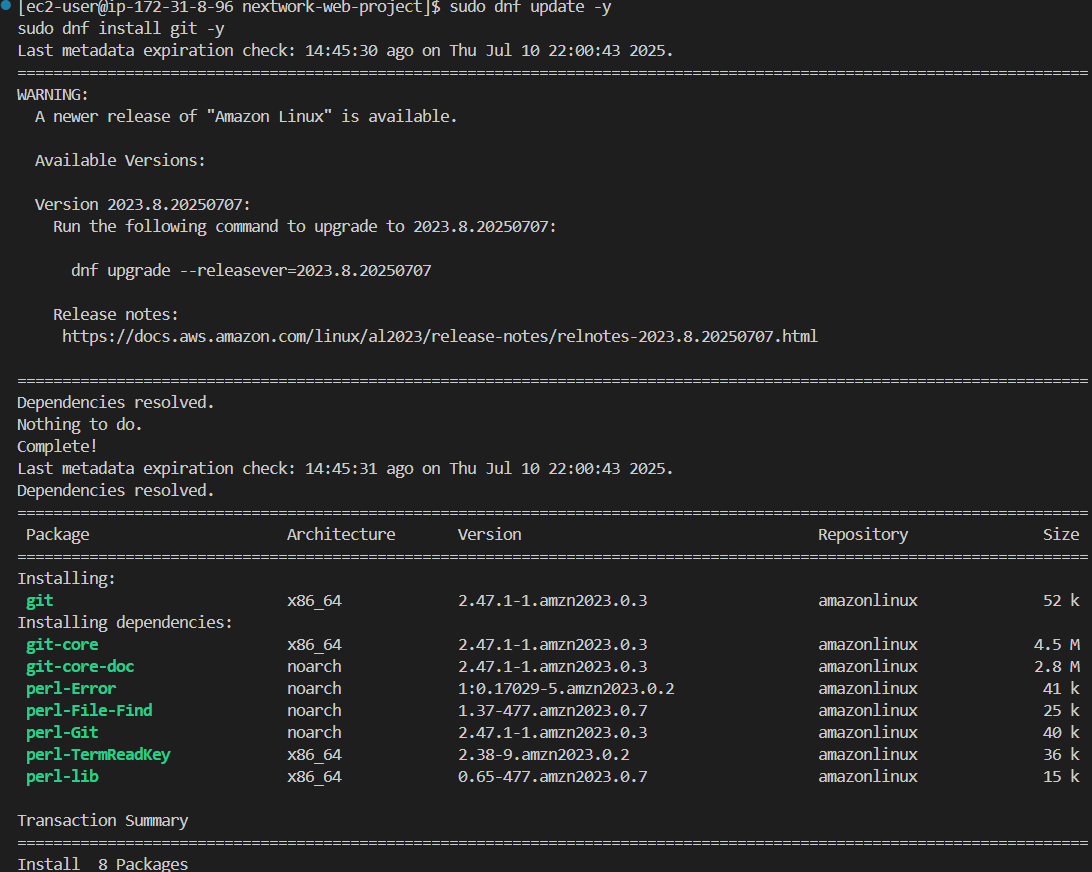 [ec2-user@ip-172-31-8-96 nextwork-web-project]$ sudo dnf update -y
sudo dnf install git -y
Last metadata expiration check: 14:45:30 ago on Thu Jul 10 22:00:43 2025.
================================================================================
WARNING:
  A newer release of "Amazon Linux" is available.

  Available Versions:

  Version 2023.8.20250707:
    Run the following command to upgrade to 2023.8.20250707:

      dnf upgrade --releasever=2023.8.20250707

    Release notes:
     https://docs.aws.amazon.com/linux/al2023/release-notes/relnotes-2023.8.20250707.html

================================================================================
Dependencies resolved.
Nothing to do.
Complete!
Last metadata expiration check: 14:45:31 ago on Thu Jul 10 22:00:43 2025.
Dependencies resolved.
================================================================================
 Package Architecture Version Repository Size
================================================================================
Installing:
 git x86_64 2.47.1-1.amzn2023.0.3 amazonlinux 52 k
Installing dependencies:
 git-core x86_64 2.47.1-1.amzn2023.0.3 amazonlinux 4.5 M
 git-core-doc noarch 2.47.1-1.amzn2023.0.3 amazonlinux 2.8 M
 perl-Error noarch 1:0.17029-5.amzn2023.0.2 amazonlinux 41 k
 perl-File-Find noarch 1.37-477.amzn2023.0.7 amazonlinux 25 k
 perl-Git noarch 2.47.1-1.amzn2023.0.3 amazonlinux 40 k
 perl-TermReadKey x86_64 2.38-9.amzn2023.0.2 amazonlinux 36 k
 perl-lib x86_64 0.65-477.amzn2023.0.7 amazonlinux 15 k

Transaction Summary
================================================================================
Install  8 Packages